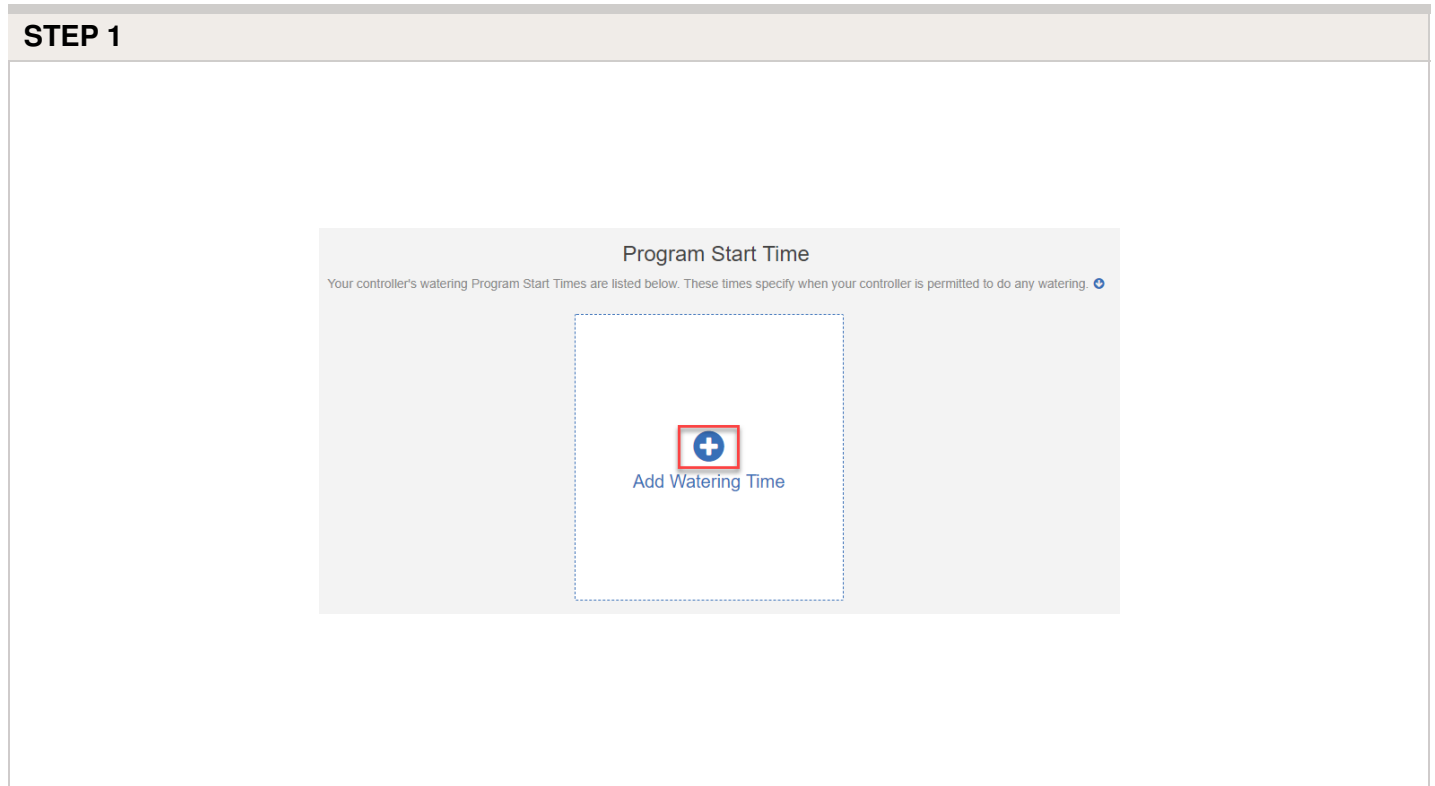 STEP 1
Program Start Time
Your controller's watering Program Start Times are listed below. These times specify when your controller is permitted to do any watering.
Add Watering Time